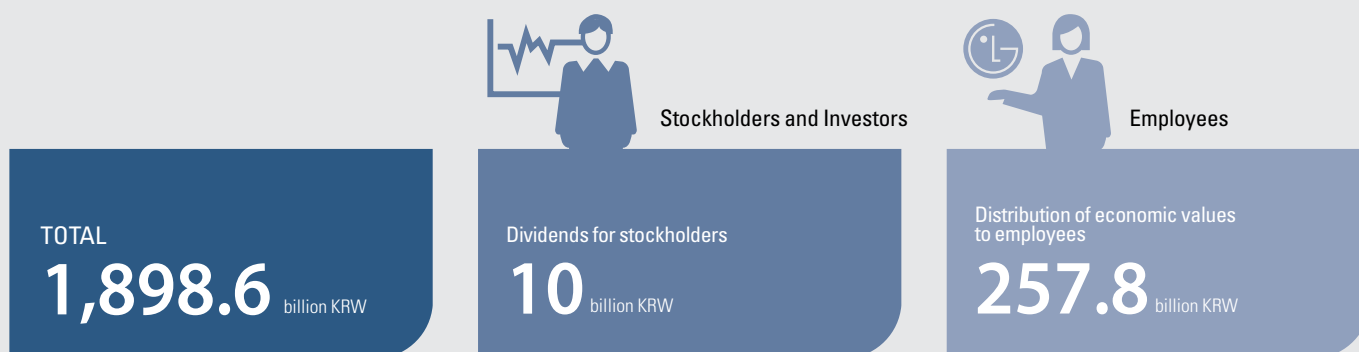 Stockholders and Investors
Employees
TOTAL
1,898.6 billion KRW
Dividends for stockholders
10 billion KRW
Distribution of economic values
to employees
257.8 billion KRW